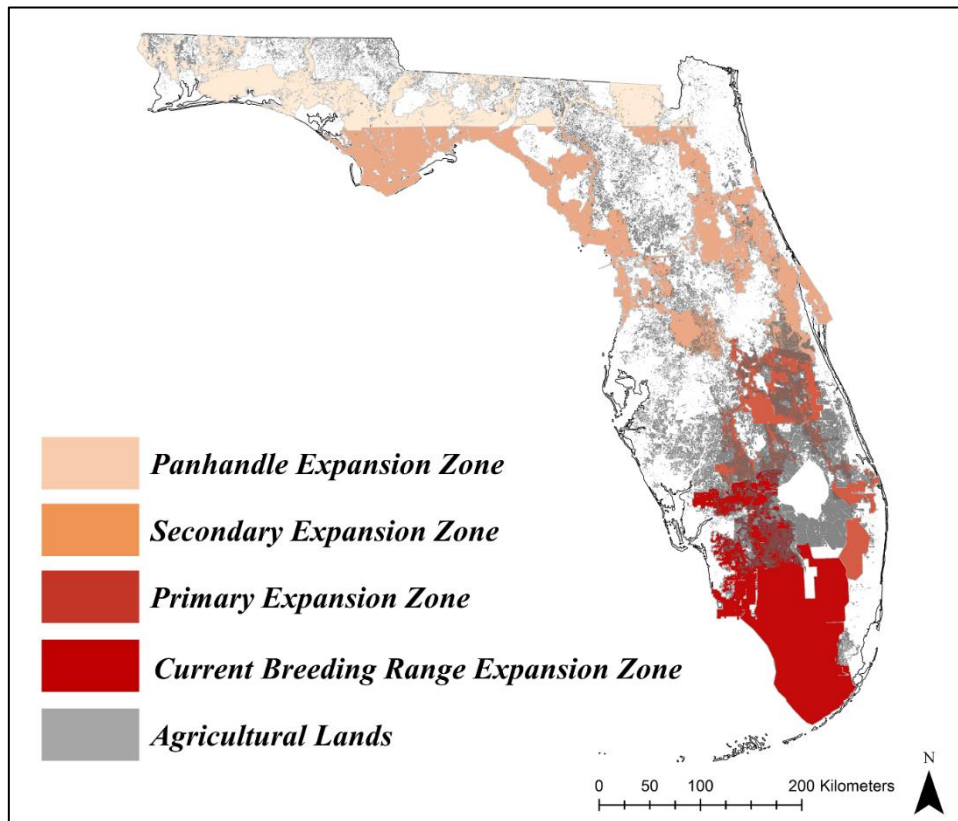 Panhandle Expansion Zone
Secondary Expansion Zone
Primary Expansion Zone
Current Breeding Range Expansion Zone
Agricultural Lands
N
0 50 100 200 Kilometers